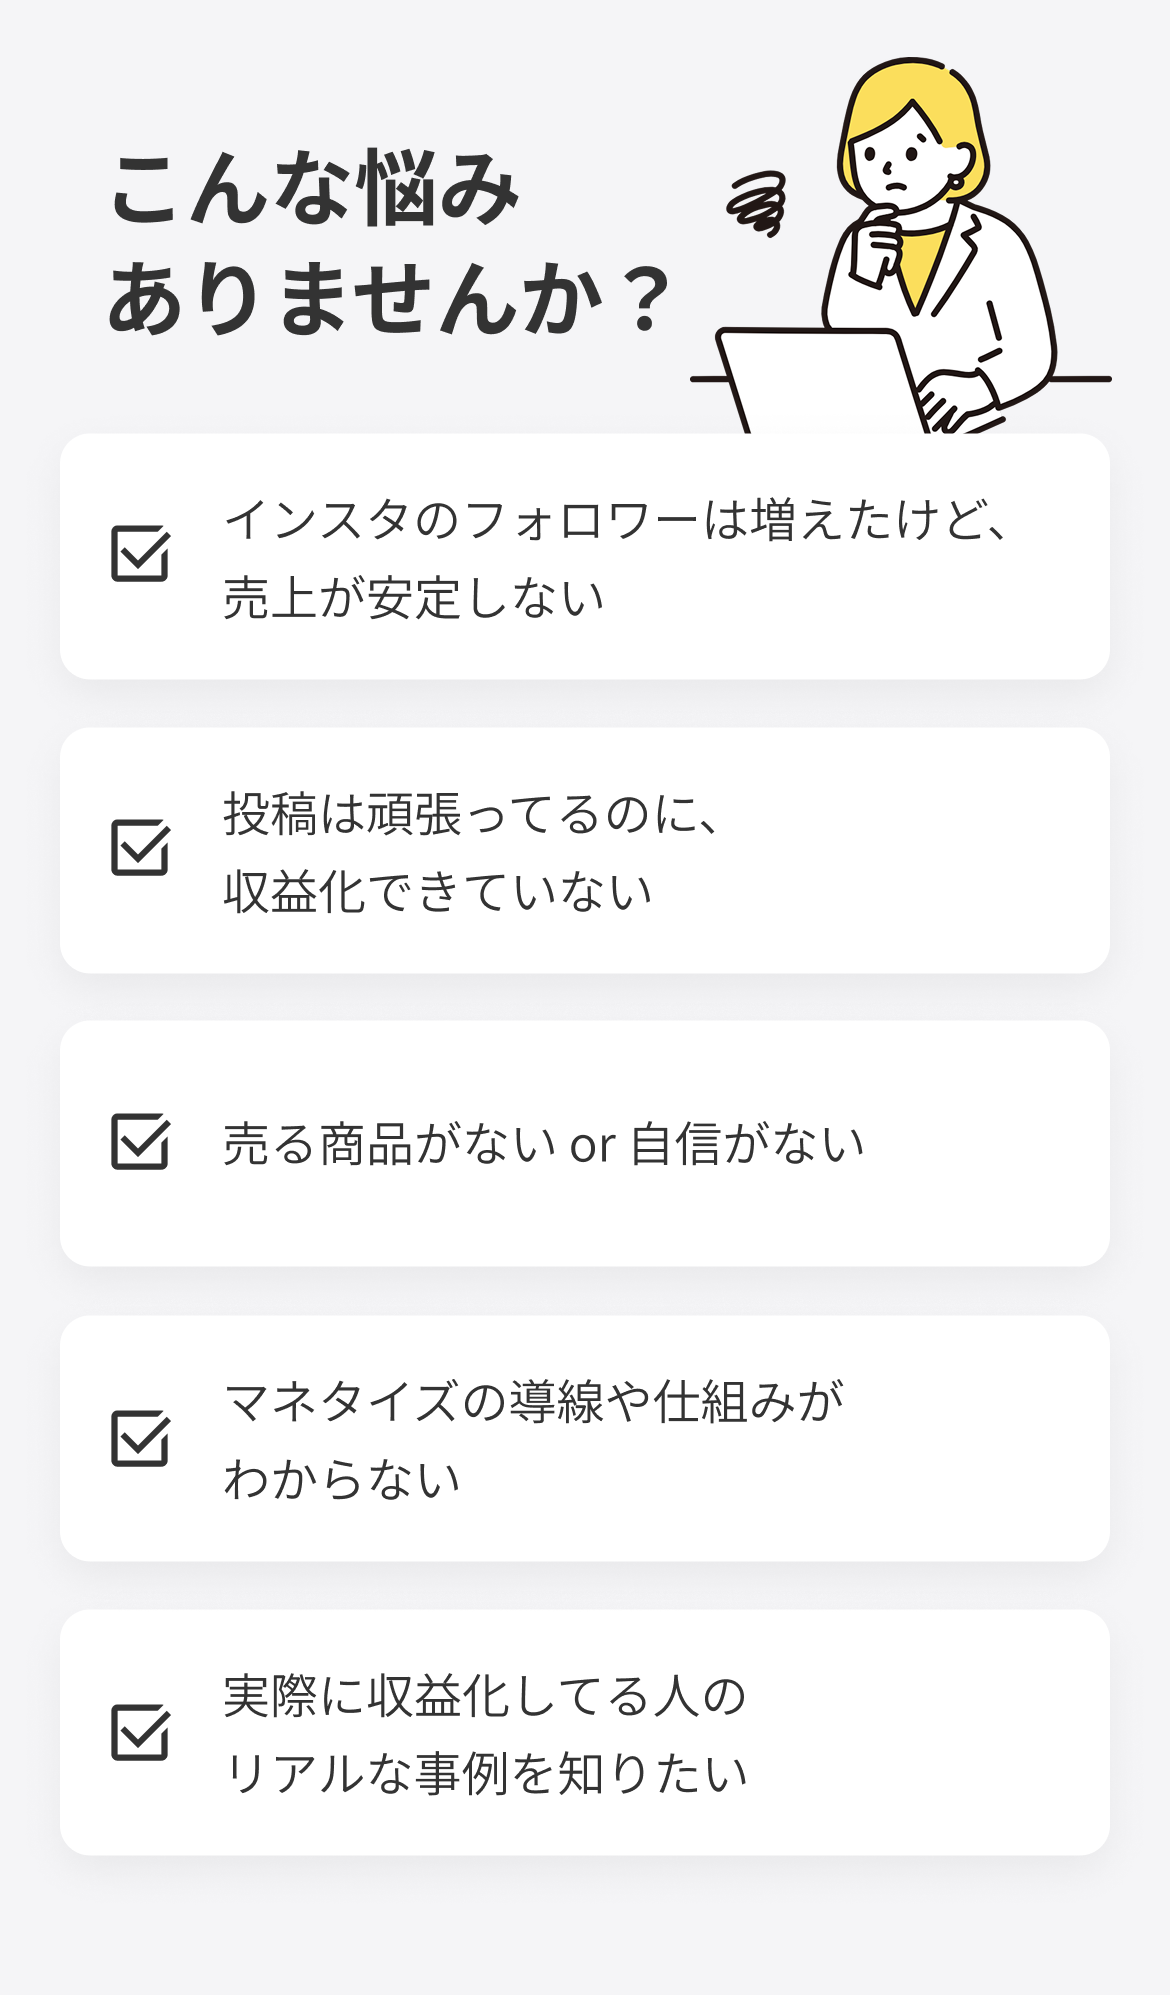 こんな悩み
ありませんか？
インスタのフォロワーは増えたけど、
売上が安定しない
投稿は頑張ってるのに、
収益化できていない
売る商品がない or 自信がない
マネタイズの導線や仕組みが
わからない
実際に収益化してる人の
リアルな事例を知りたい